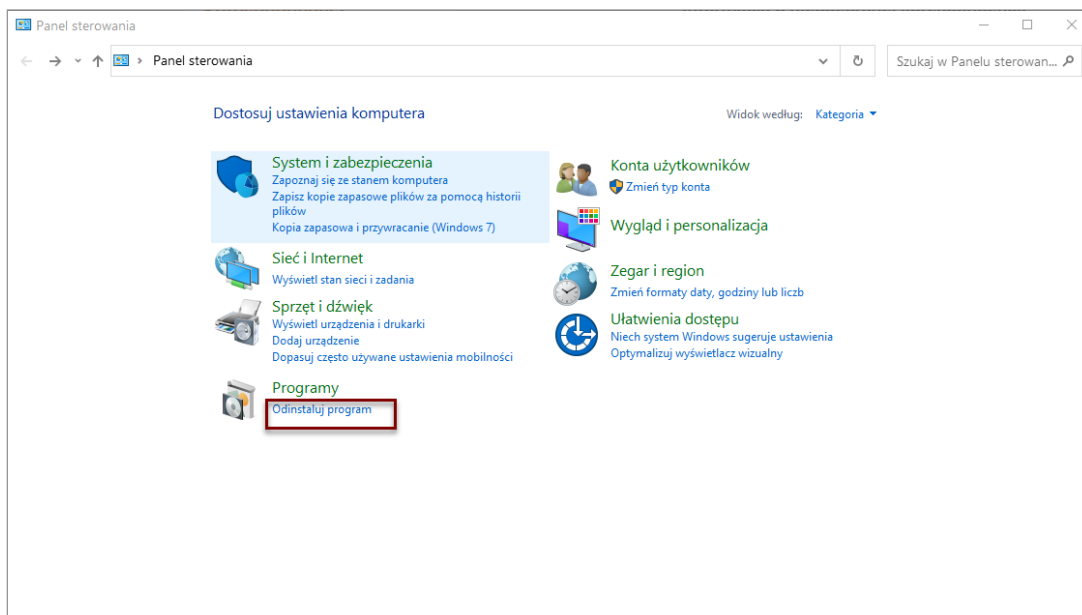 Panel sterowania
Panel sterowania
Szukaj w Panelu sterowan...
Dostosuj ustawienia komputera
Widok według: Kategoria
System i zabezpieczenia
Zapoznaj się ze stanem komputera
Zapisz kopie zapasowe plików za pomocą historii
plików
Kopia zapasowa i przywracanie (Windows 7)
Sieć i Internet
Wyświetl stan sieci i zadania
Sprzęt i dźwięk
Wyświetl urządzenia i drukarki
Dodaj urządzenie
Dopasuj często używane ustawienia mobilności
Programy
Odinstaluj program
Konta użytkowników
Zmień typ konta
Wygląd i personalizacja
Zegar i region
Zmień formaty daty, godziny lub liczb
Ułatwienia dostępu
Niech system Windows sugeruje ustawienia
Optymalizuj wyświetlacz wizualny